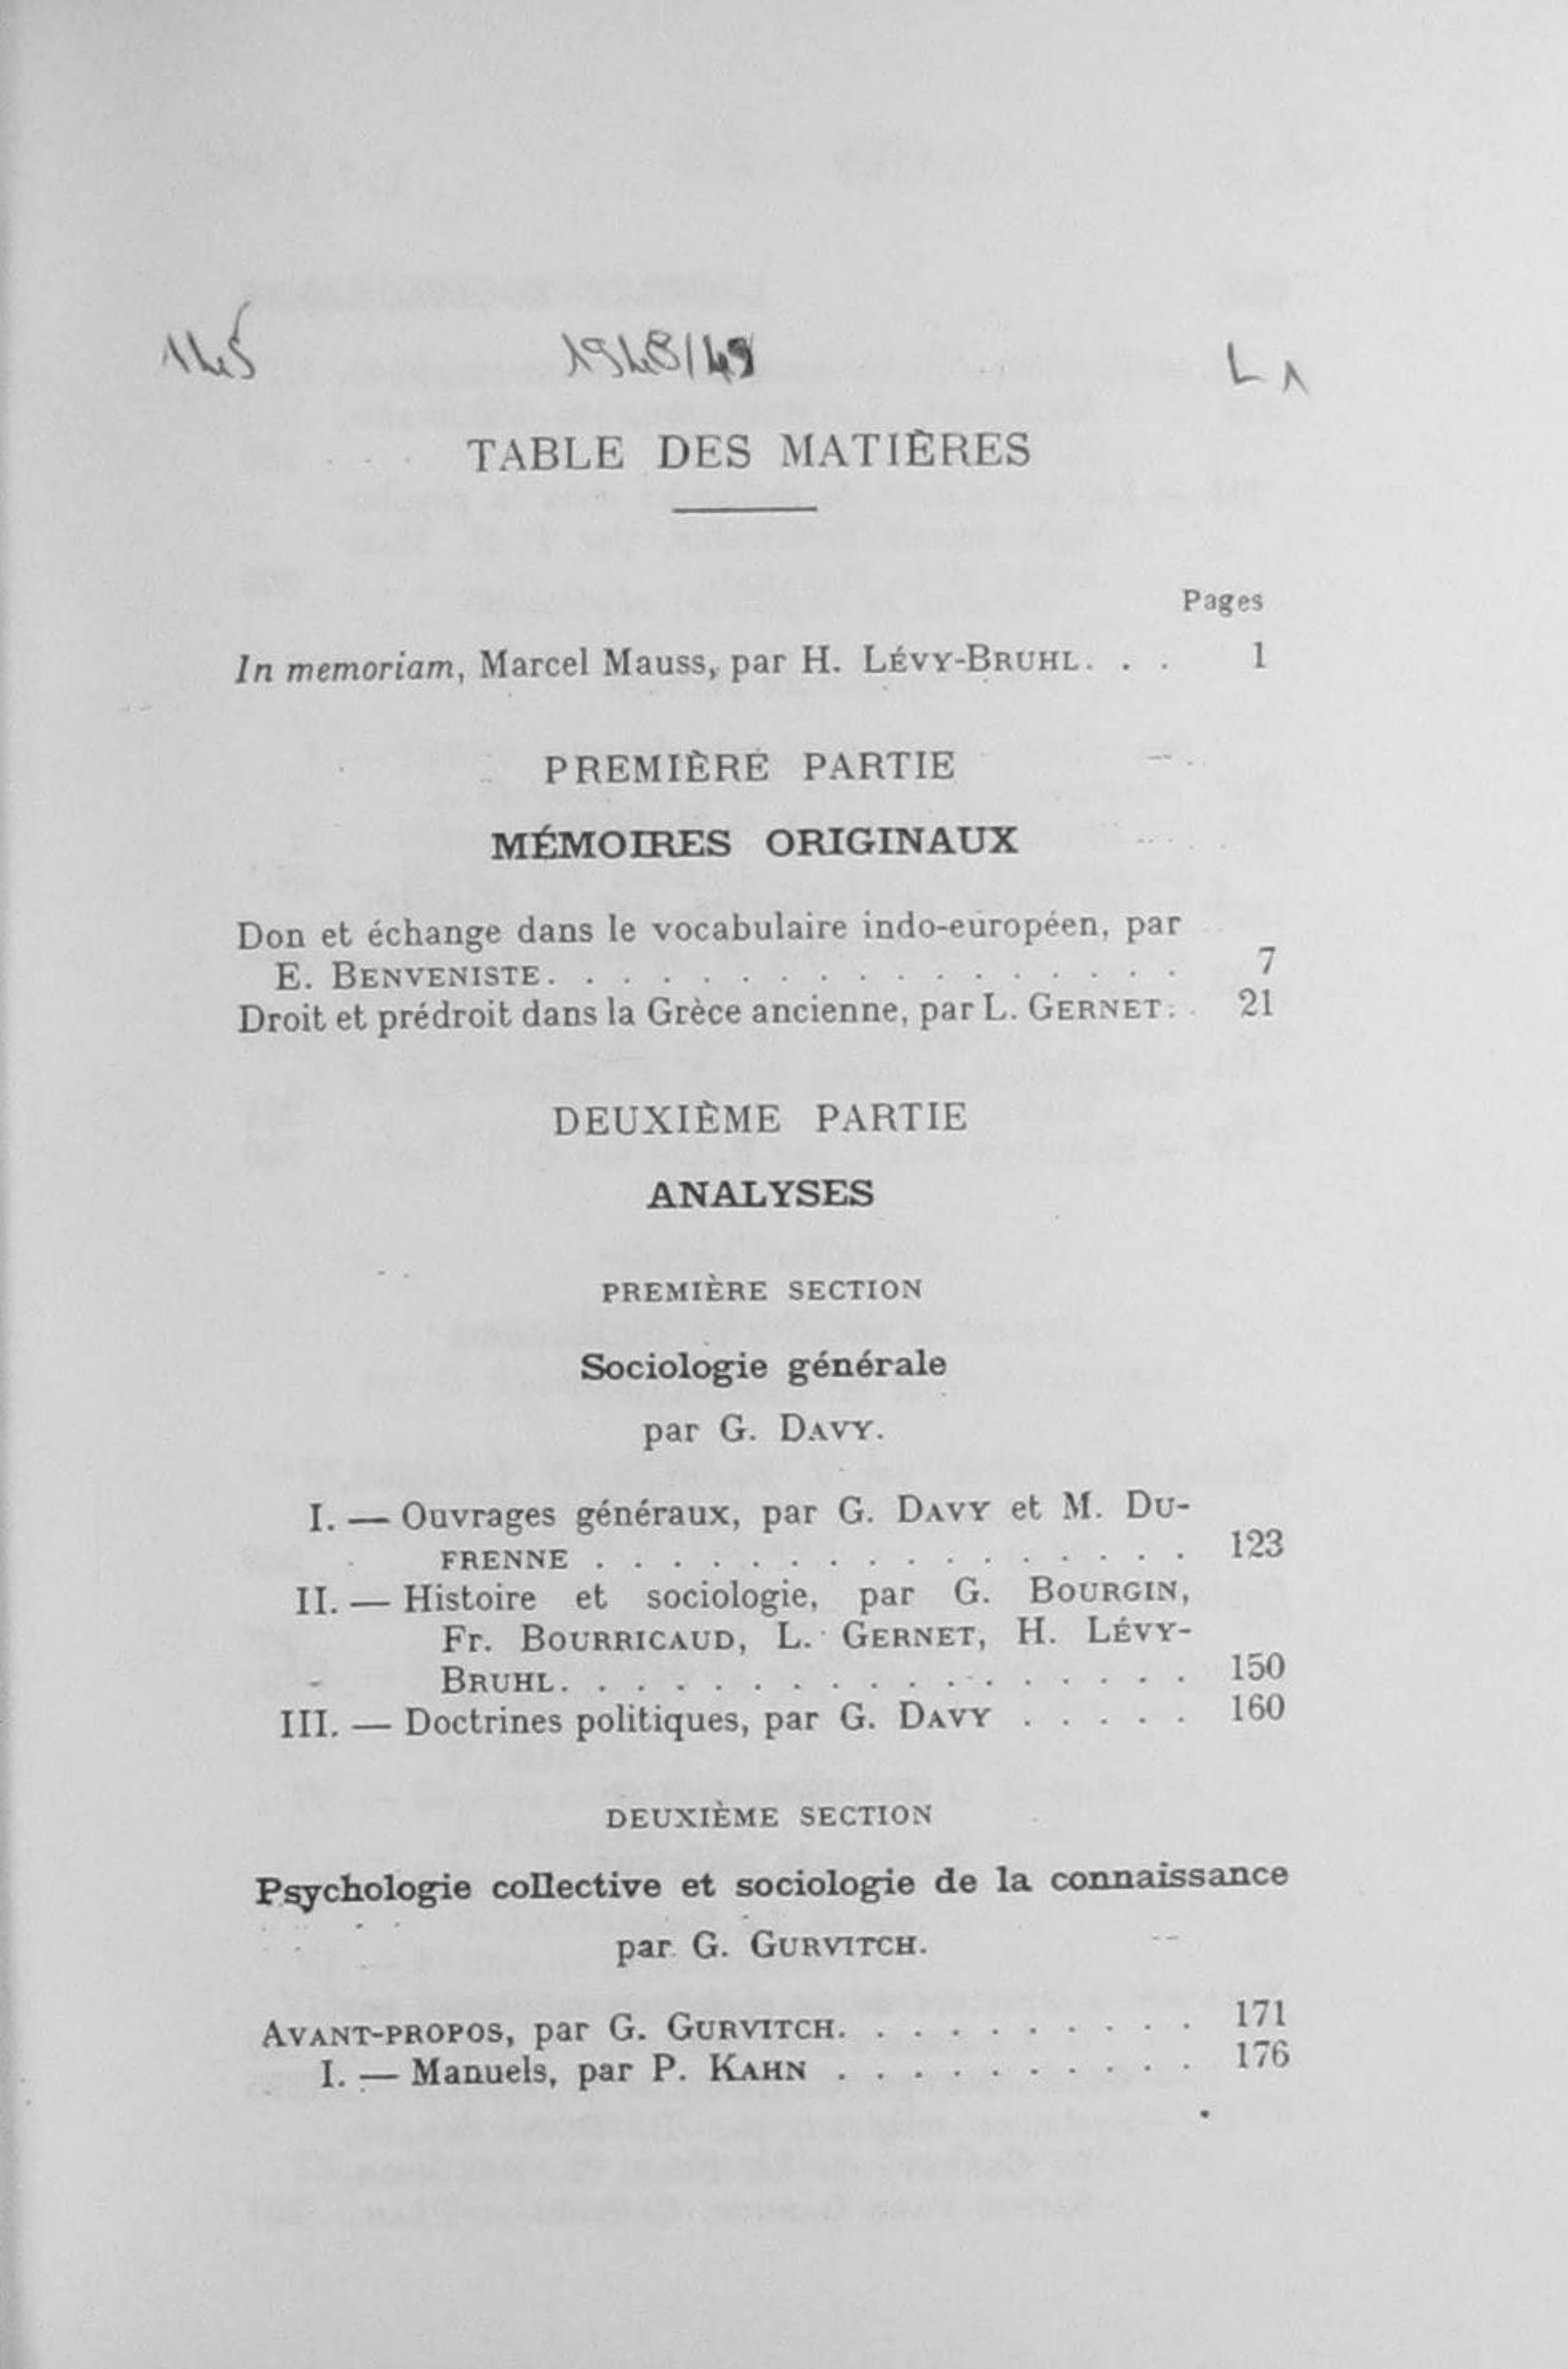 145 1948/49 L1
TABLE DES MATIÈRES
Pages
In memoriam, Marcel Mauss, par H. LÉVY-BRUHL. . . 1
PREMIÈRE PARTIE
MÉMOIRES ORIGINAUX
Don et échange dans le vocabulaire indo-européen, par
E. BENVENISTE. . . . . . . . . . . . . . . . . 7
Droit et prédroit dans la Grèce ancienne, par L. GERNET. . 21
DEUXIÈME PARTIE
ANALYSES
PREMIÈRE SECTION
Sociologie générale
par G. DAVY.
I. — Ouvrages généraux, par G. DAVY et M. DU-
FRENNE . . . . . . . . . . . . . . . . 123
II. — Histoire et sociologie, par G. BOURGIN,
Fr. BOURRICAUD, L. GERNET, H. LÉVY-
BRUHL. . . . . . . . . . . . . . . . . 150
III. — Doctrines politiques, par G. DAVY . . . . . 160
DEUXIÈME SECTION
Psychologie collective et sociologie de la connaissance
par G. GURVITCH.
AVANT-PROPOS, par G. GURVITCH. . . . . . . . . . 171
I. — Manuels, par P. KAHN . . . . . . . . . . 176